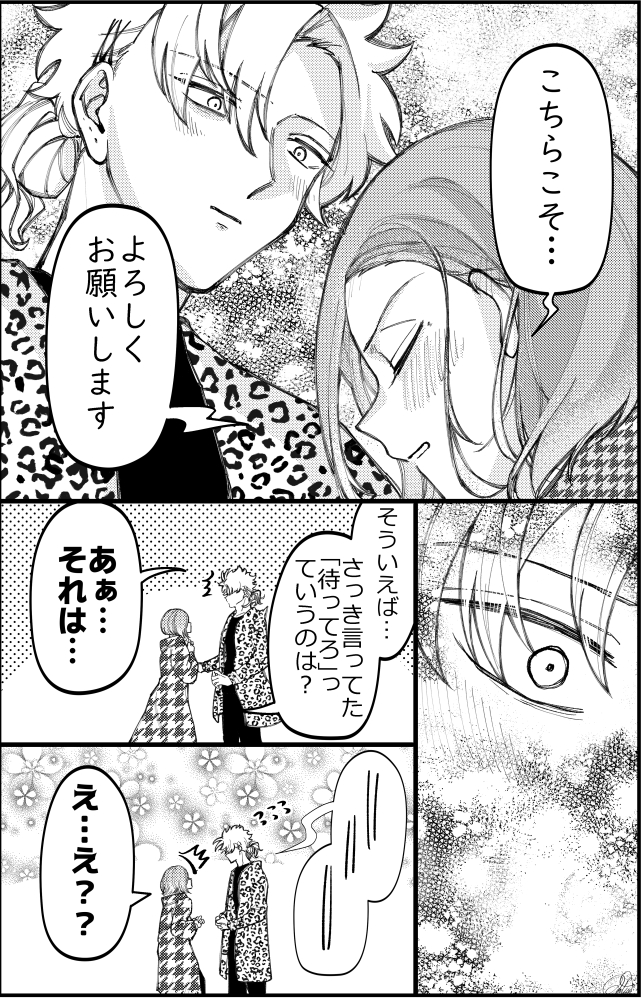 こちらこそ…
よろしく
お願いします
そういえば…
さっき言ってた
「待ってろ」っ
ていうのは？
あぁ…
それは…
え…え？？